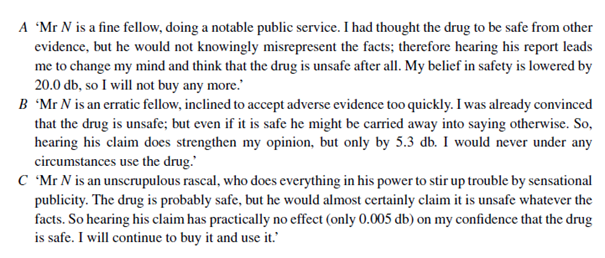 A ‘Mr N is a fine fellow, doing a notable public service. I had thought the drug to be safe from other
evidence, but he would not knowingly misrepresent the facts; therefore hearing his report leads
me to change my mind and think that the drug is unsafe after all. My belief in safety is lowered by
20.0 db, so I will not buy any more.’
B ‘Mr N is an erratic fellow, inclined to accept adverse evidence too quickly. I was already convinced
that the drug is unsafe; but even if it is safe he might be carried away into saying otherwise. So,
hearing his claim does strengthen my opinion, but only by 5.3 db. I would never under any
circumstances use the drug.’
C ‘Mr N is an unscrupulous rascal, who does everything in his power to stir up trouble by sensational
publicity. The drug is probably safe, but he would almost certainly claim it is unsafe whatever the
facts. So hearing his claim has practically no effect (only 0.005 db) on my confidence that the drug
is safe. I will continue to buy it and use it.’